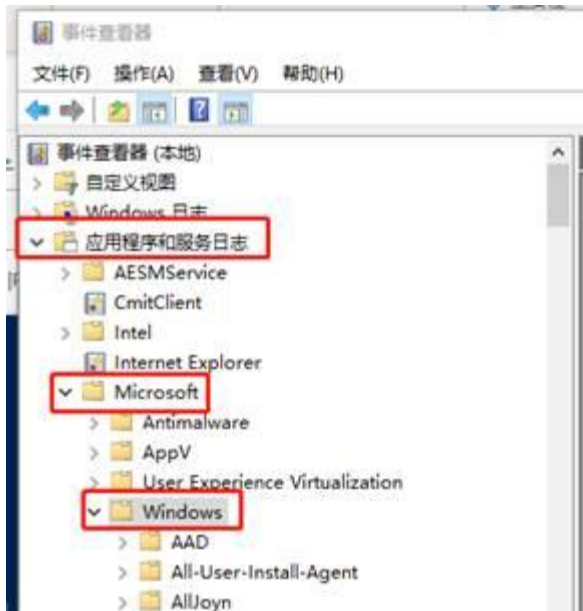 事件查看器
文件(F) 操作(A) 查看(V) 帮助(H)
事件查看器 (本地)
自定义视图
Windows 日志
应用程序和服务日志
AESMService
CmitClient
Intel
Internet Explorer
Microsoft
Antimalware
AppV
User Experience Virtualization
Windows
AAD
All-User-Install-Agent
AllJoyn